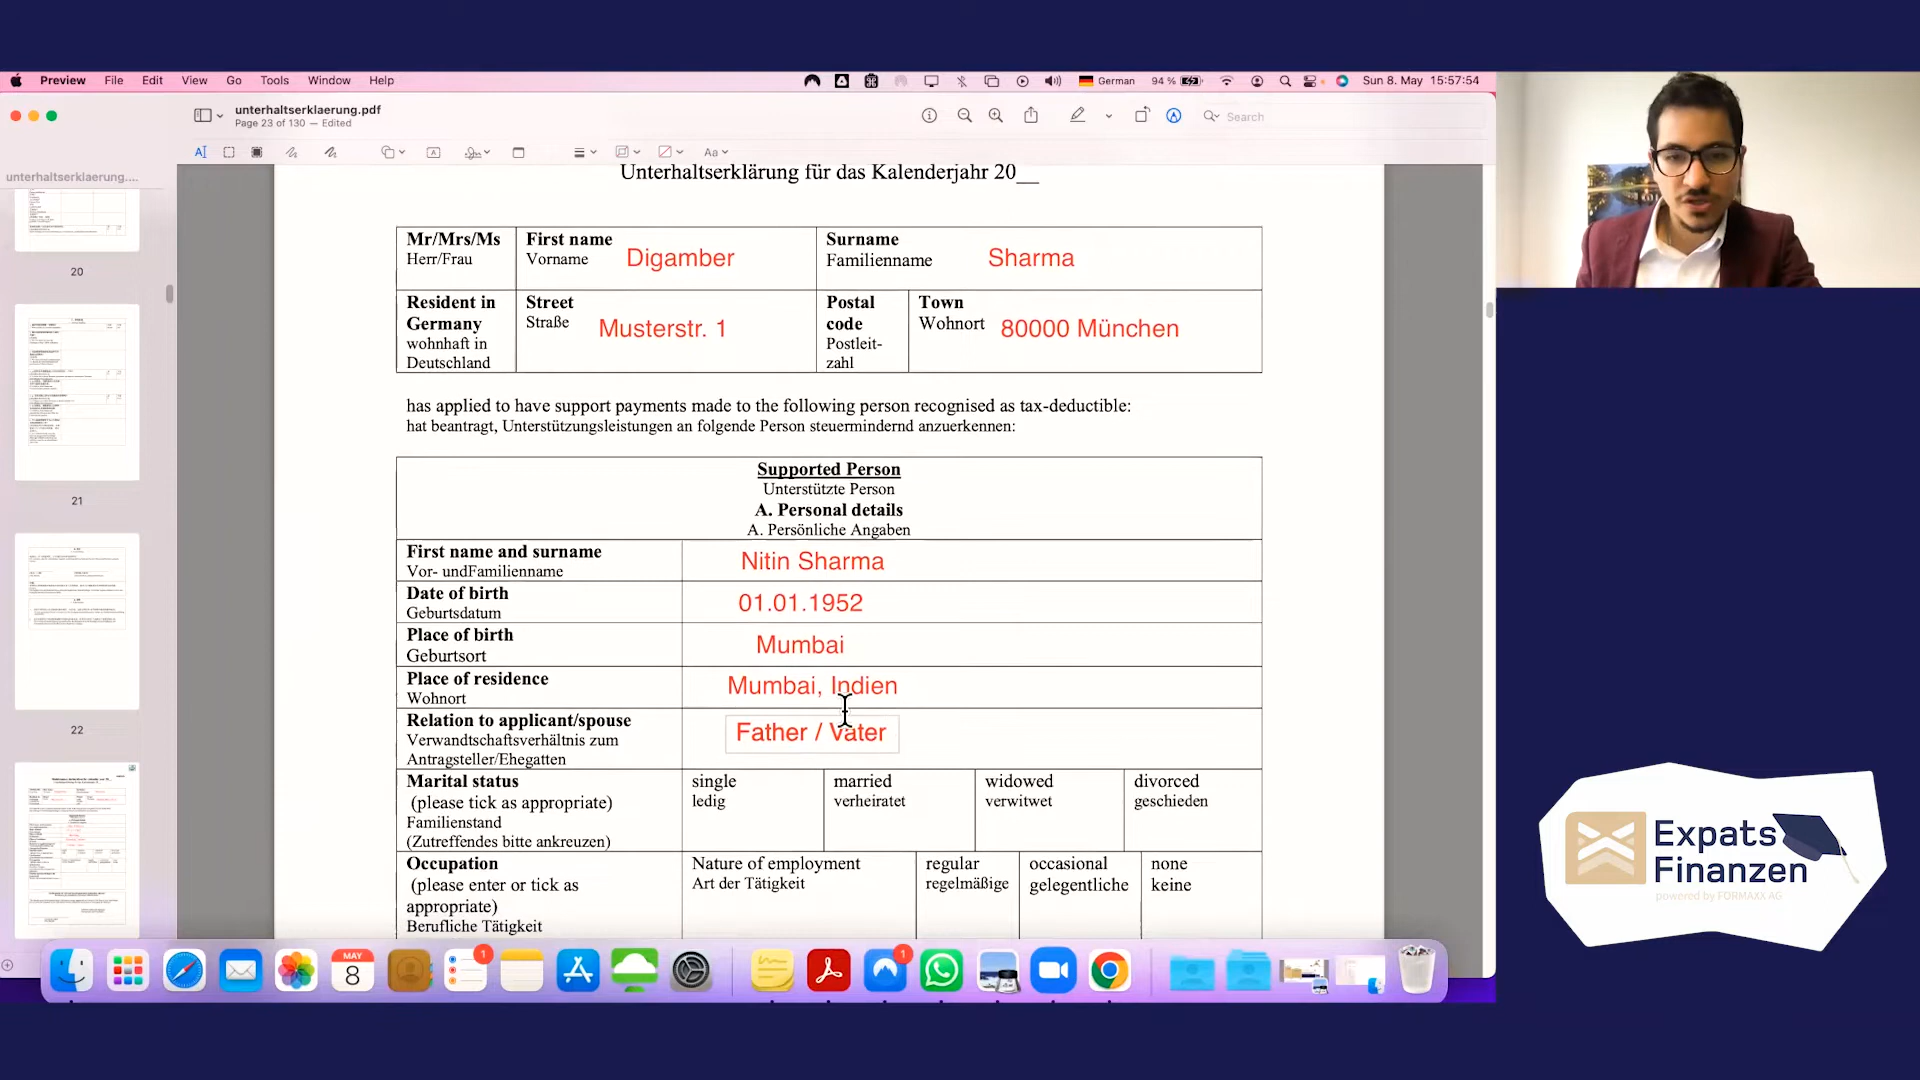 Preview File Edit View Go Tools Window Help
German 94 % Sun 8. May 15:57:54
unterhaltserklaerung.pdf
Page 23 of 130 — Edited
Search
unterhaltserklaerung....
20
21
22
Unterhaltserklärung für das Kalenderjahr 20__
Mr/Mrs/Ms
Herr/Frau
First name
Vorname
Digamber
Surname
Familienname
Sharma
Resident in
Germany
wohnhaft in
Deutschland
Street
Straße
Musterstr. 1
Postal
code
Postleit-
zahl
Town
Wohnort
80000 München
has applied to have support payments made to the following person recognised as tax-deductible:
hat beantragt, Unterstützungsleistungen an folgende Person steuermindernd anzuerkennen:
Supported Person
Unterstützte Person
A. Personal details
A. Persönliche Angaben
First name and surname
Vor- undFamilienname
Nitin Sharma
Date of birth
Geburtsdatum
01.01.1952
Place of birth
Geburtsort
Mumbai
Place of residence
Wohnort
Mumbai, Indien
Relation to applicant/spouse
Verwandtschaftsverhältnis zum
Antragsteller/Ehegatten
Father / Vater
Marital status
(please tick as appropriate)
Familienstand
(Zutreffendes bitte ankreuzen)
single
ledig
married
verheiratet
widowed
verwitwet
divorced
geschieden
Occupation
(please enter or tick as
appropriate)
Berufliche Tätigkeit
Nature of employment
Art der Tätigkeit
regular
regelmäßige
occasional
gelegentliche
none
keine
MAY
8
1
1
Expats
Finanzen
powered by FORMAXX AG